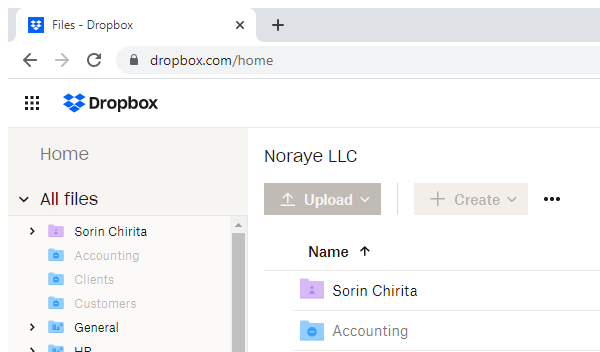 Files - Dropbox
dropbox.com/home
Dropbox
Home
All files
Sorin Chirita
Accounting
Clients
Customers
General
HR
Noraye LLC
Upload
Create
Name
Sorin Chirita
Accounting